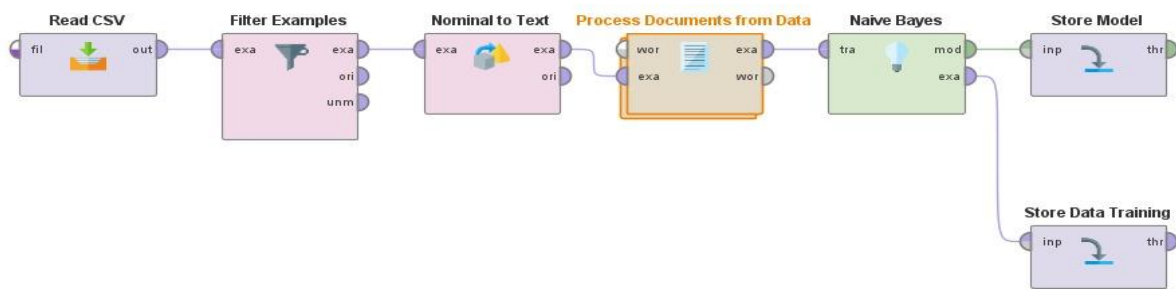 Read CSV
fil out
Filter Examples
exa exa
ori
unm
Nominal to Text
exa exa
ori
Process Documents from Data
wor exa
exa wor
Naive Bayes
tra mod
exa
Store Model
inp thr
Store Data Training
inp thr